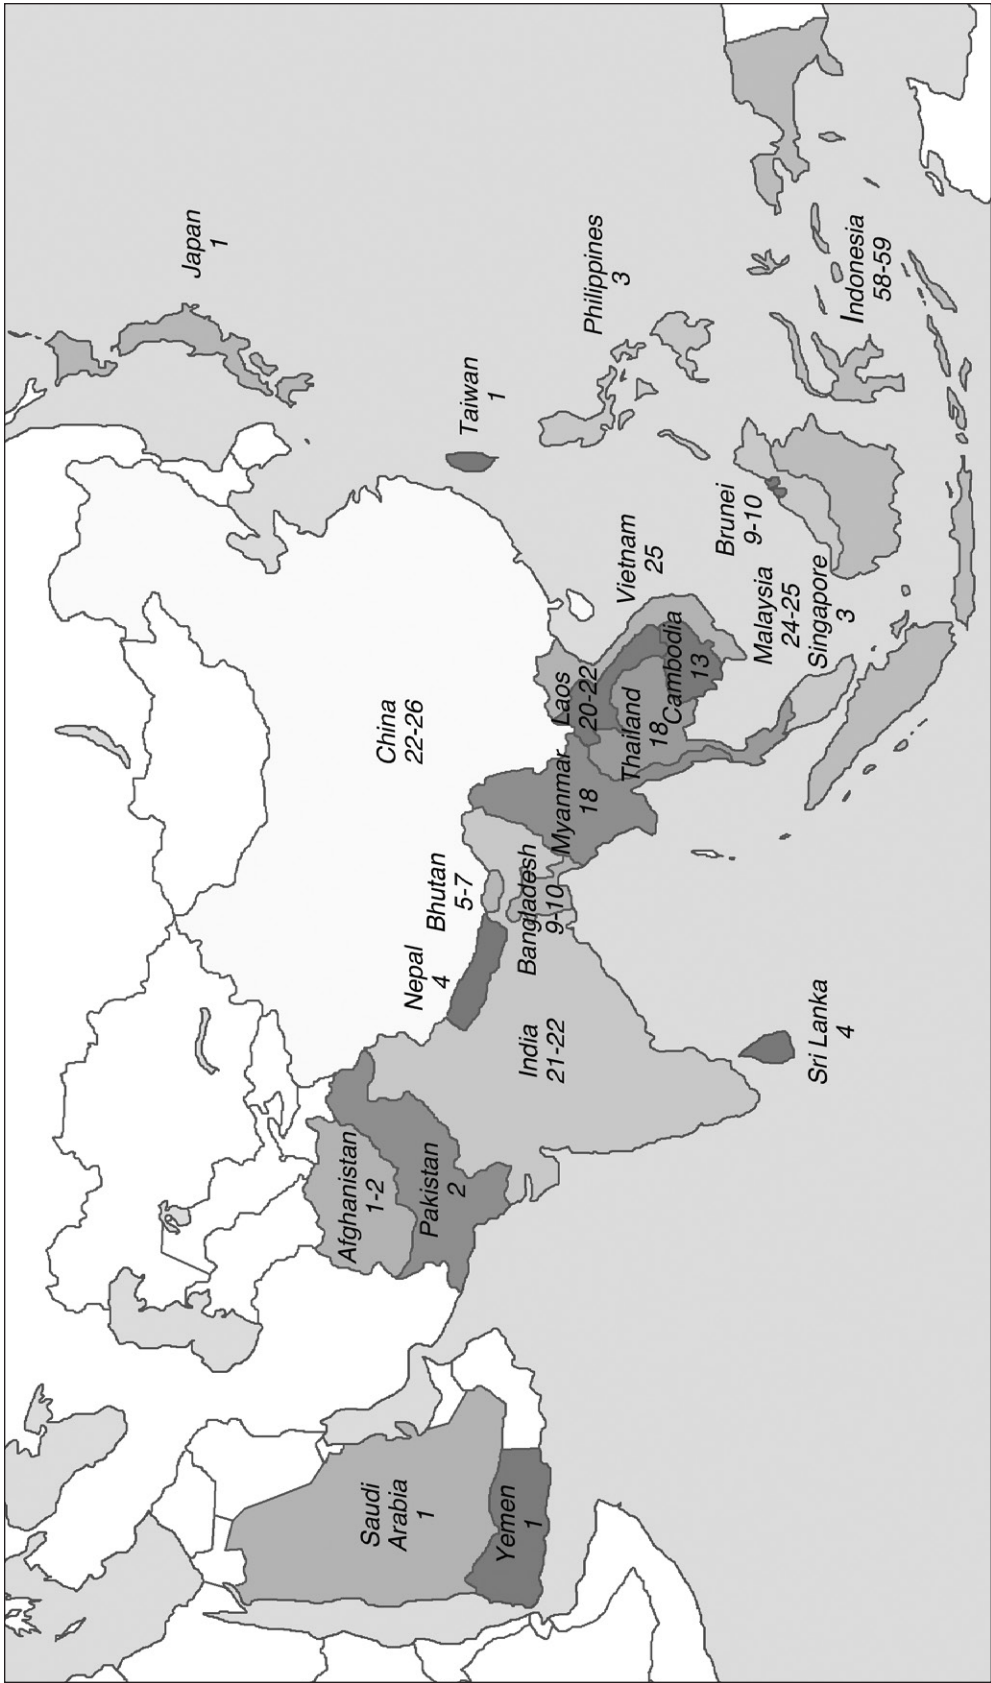 Japan
1
Taiwan
1
Philippines
3
Indonesia
58-59
Brunei
9-10
Malaysia
24-25
Singapore
3
Vietnam
25
Cambodia
13
Laos
20-22
Thailand
18
Myanmar
18
China
22-26
Bhutan
5-7
Bangladesh
9-10
Nepal
4
India
21-22
Sri Lanka
4
Afghanistan
1-2
Pakistan
2
Saudi
Arabia
1
Yemen
1